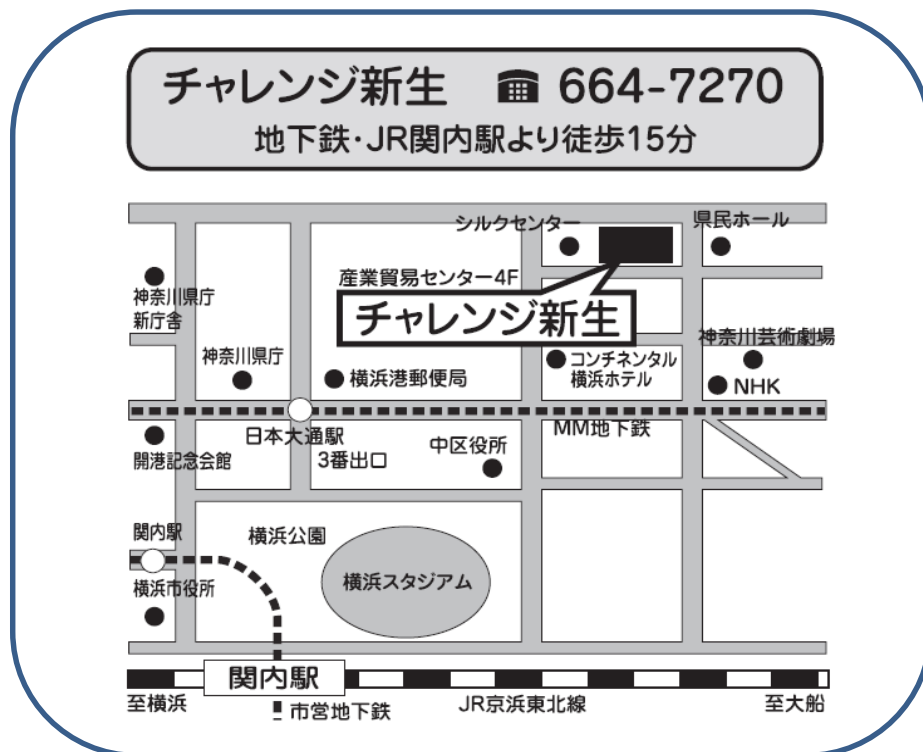 チャレンジ新生 ☎ 664-7270
地下鉄・JR関内駅より徒歩15分
シルクセンター
県民ホール
産業貿易センター4F
神奈川県庁
新庁舎
チャレンジ新生
神奈川芸術劇場
神奈川県庁
コンチネンタル
横浜ホテル
横浜港郵便局
NHK
日本大通駅
MM地下鉄
3番出口
中区役所
開港記念会館
関内駅
横浜公園
横浜スタジアム
横浜市役所
関内駅
至横浜
市営地下鉄
JR京浜東北線
至大船